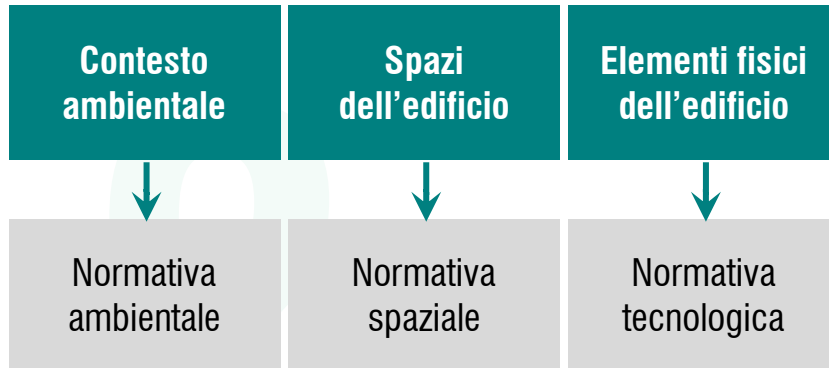 Contesto
ambientale
Spazi
dell’edificio
Elementi fisici
dell’edificio
Normativa
ambientale
Normativa
spaziale
Normativa
tecnologica